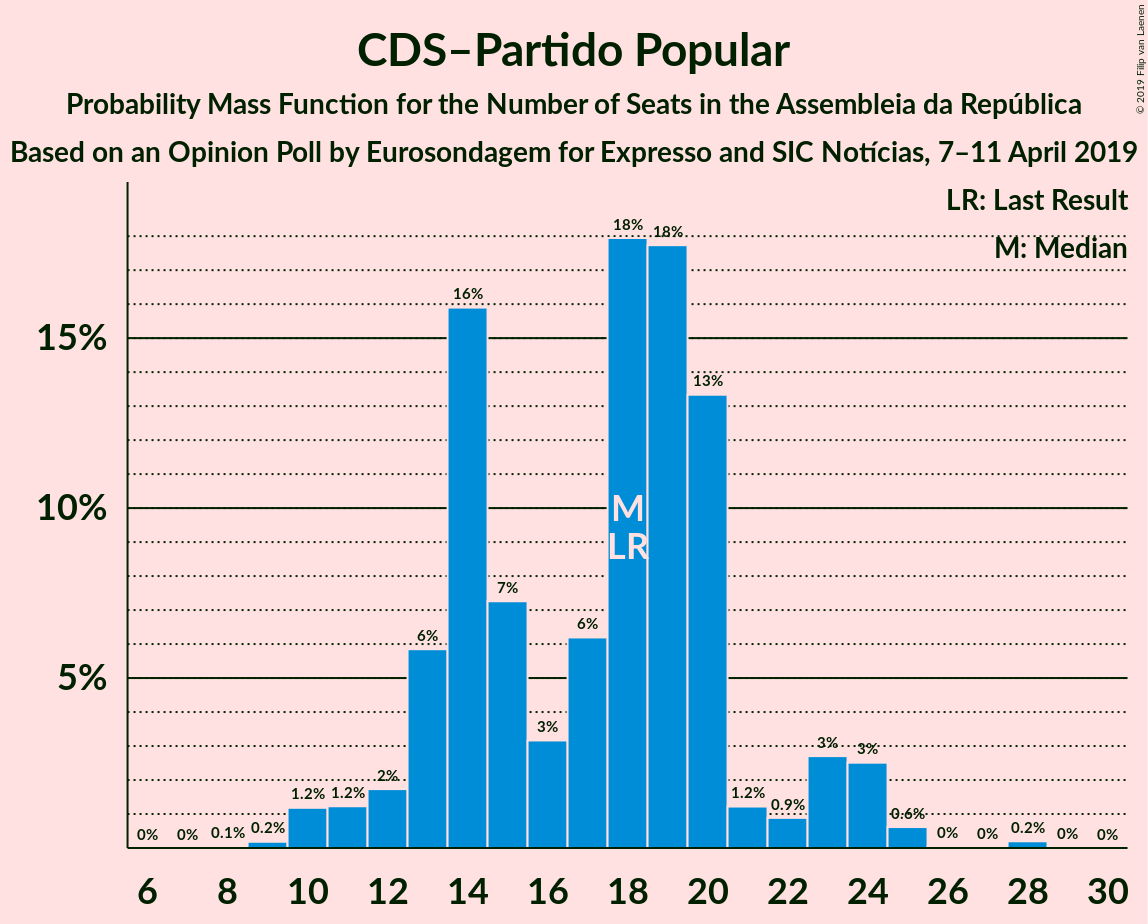 CDS–Partido Popular
Probability Mass Function for the Number of Seats in the Assembleia da República
Based on an Opinion Poll by Eurosondagem for Expresso and SIC Notícias, 7–11 April 2019
© 2019 Filip van Laenen
LR: Last Result
M: Median
15%
10%
5%
0% 0% 0.1% 0.2% 1.2% 1.2% 2% 6% 16% 7% 3% 6% 18% 18% 13% 1.2% 0.9% 3% 3% 0.6% 0% 0% 0.2% 0% 0%
M
LR
6 8 10 12 14 16 18 20 22 24 26 28 30